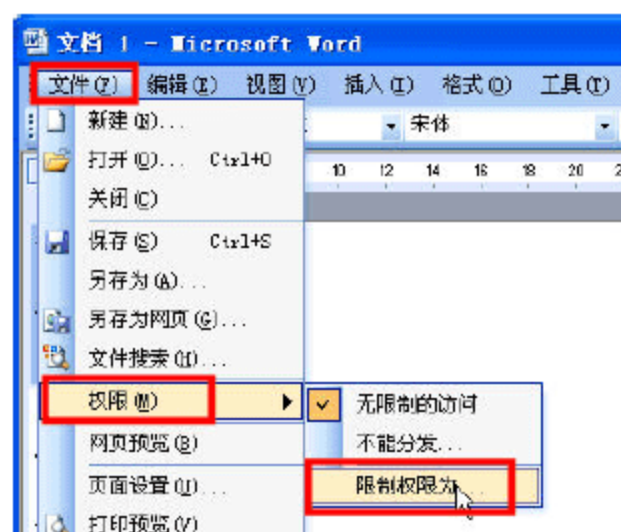 文档 1 - Microsoft Word
文件(F) 编辑(E) 视图(V) 插入(I) 格式(O) 工具(T)
新建(N)...
宋体
打开(O)... Ctrl+O
10 12 14 16 18 20 2
关闭(C)
保存(S) Ctrl+S
另存为(A)...
另存为网页(G)...
文件搜索(H)...
权限(M)
无限制的访问
网页预览(B)
不能分发...
页面设置(U)...
限制权限为...
打印预览(V)